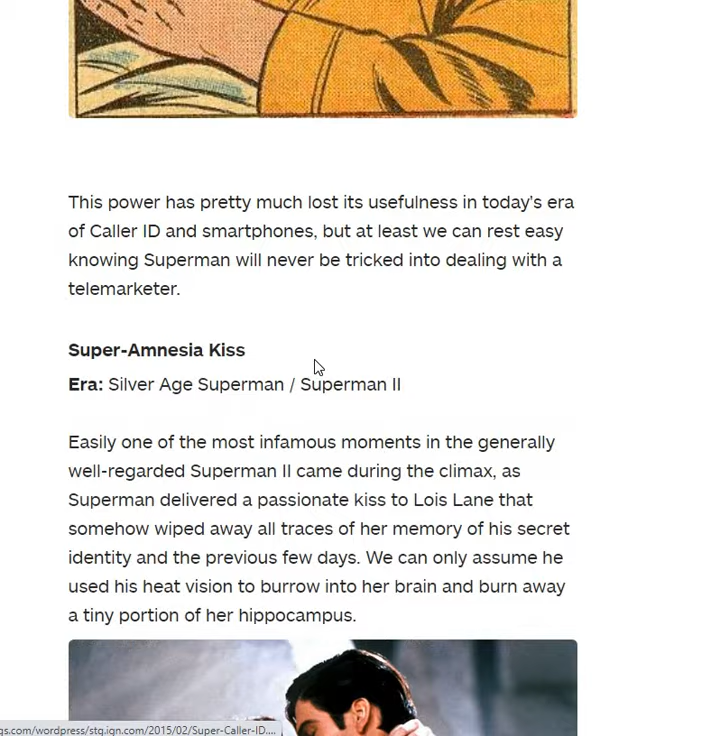 This power has pretty much lost its usefulness in today's era
of Caller ID and smartphones, but at least we can rest easy
knowing Superman will never be tricked into dealing with a
telemarketer.
Super-Amnesia Kiss
Era: Silver Age Superman / Superman II
Easily one of the most infamous moments in the generally
well-regarded Superman II came during the climax, as
Superman delivered a passionate kiss to Lois Lane that
somehow wiped away all traces of her memory of his secret
identity and the previous few days. We can only assume he
used his heat vision to burrow into her brain and burn away
a tiny portion of her hippocampus.
gs.com/wordpress/stg.ign.com/2015/02/Super-Caller-ID....